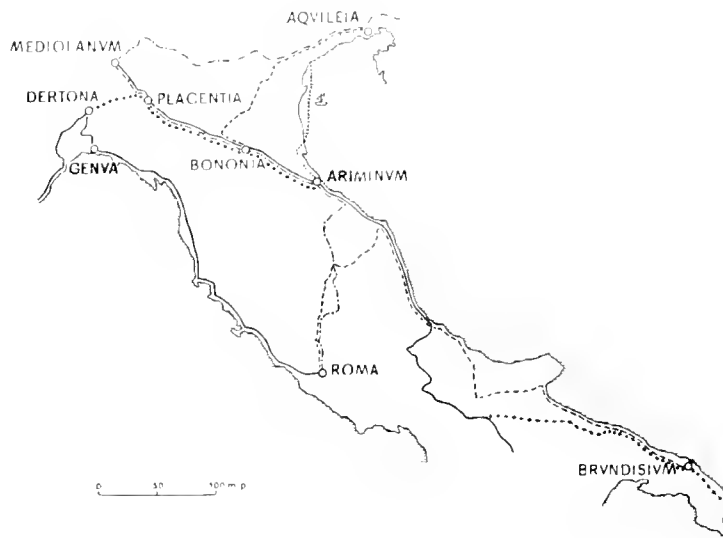 AQVILEIA
MEDIOLANVM
DERTONA
PLACENTIA
GENVA
BONONIA
ARIMINVM
ROMA
BRVNDISIVM
0 50 100 m.p.